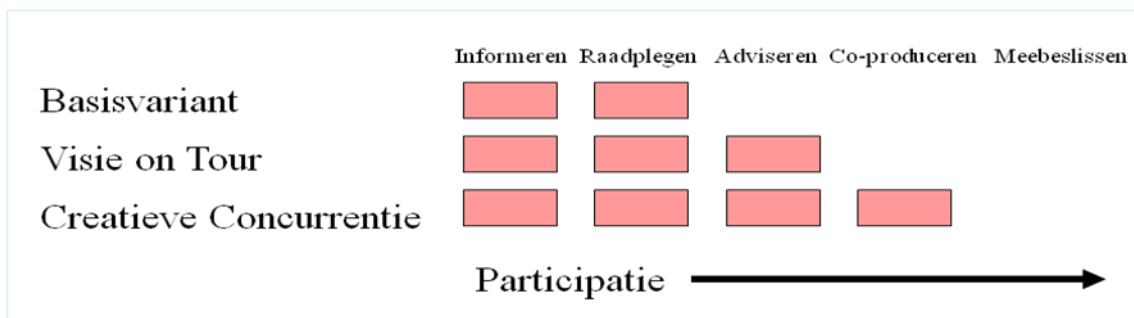 Informeren Raadplegen Adviseren Co-produceren Meebeslissen
Basisvariant
Visie on Tour
Creatieve Concurrentie
Participatie